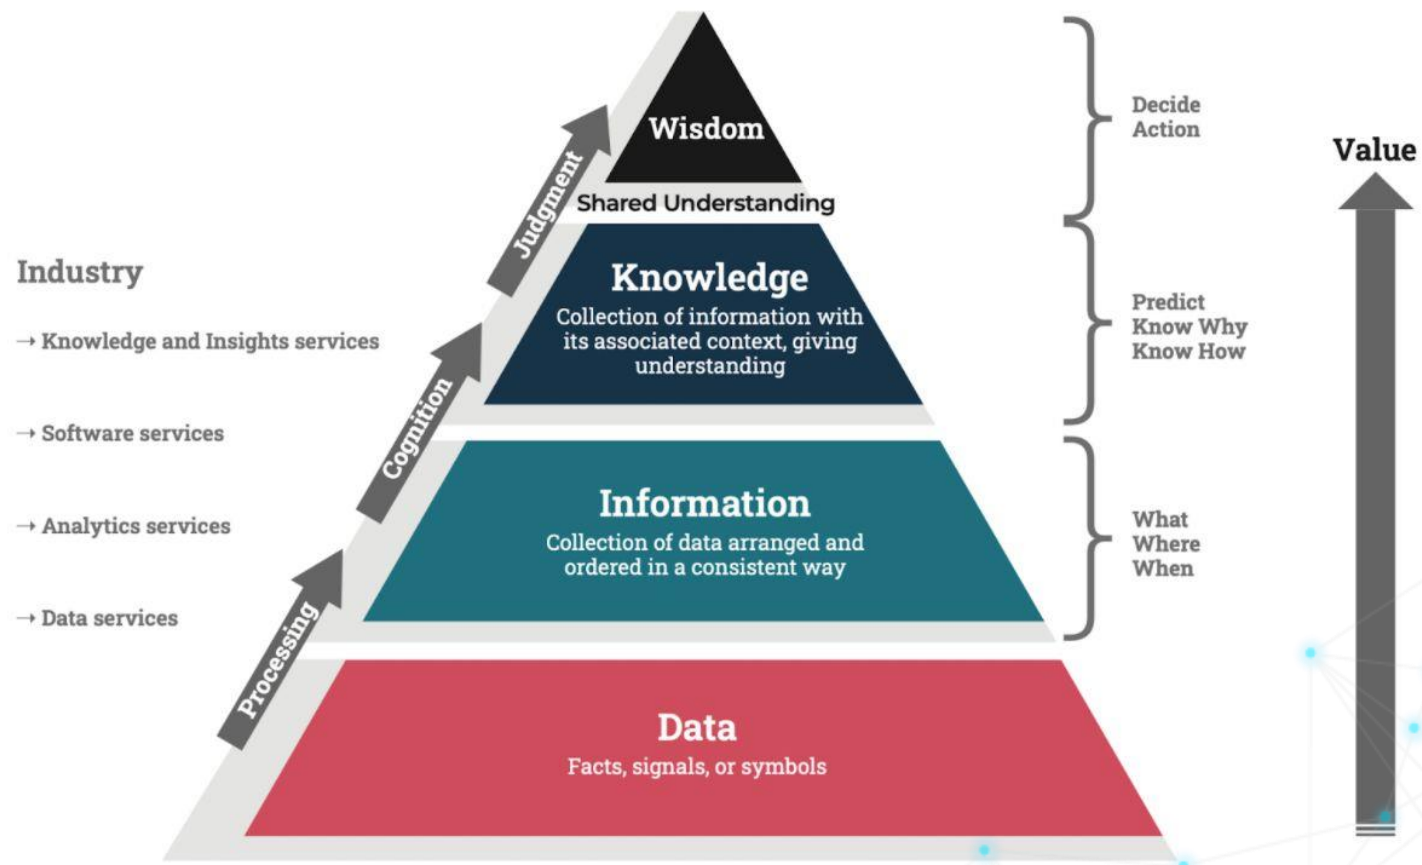 Wisdom
Shared Understanding
Knowledge
Collection of information with
its associated context, giving
understanding
Information
Collection of data arranged and
ordered in a consistent way
Data
Facts, signals, or symbols
Judgment
Cognition
Processing
Industry
→ Knowledge and Insights services
→ Software services
→ Analytics services
→ Data services
Decide
Action
Predict
Know Why
Know How
What
Where
When
Value